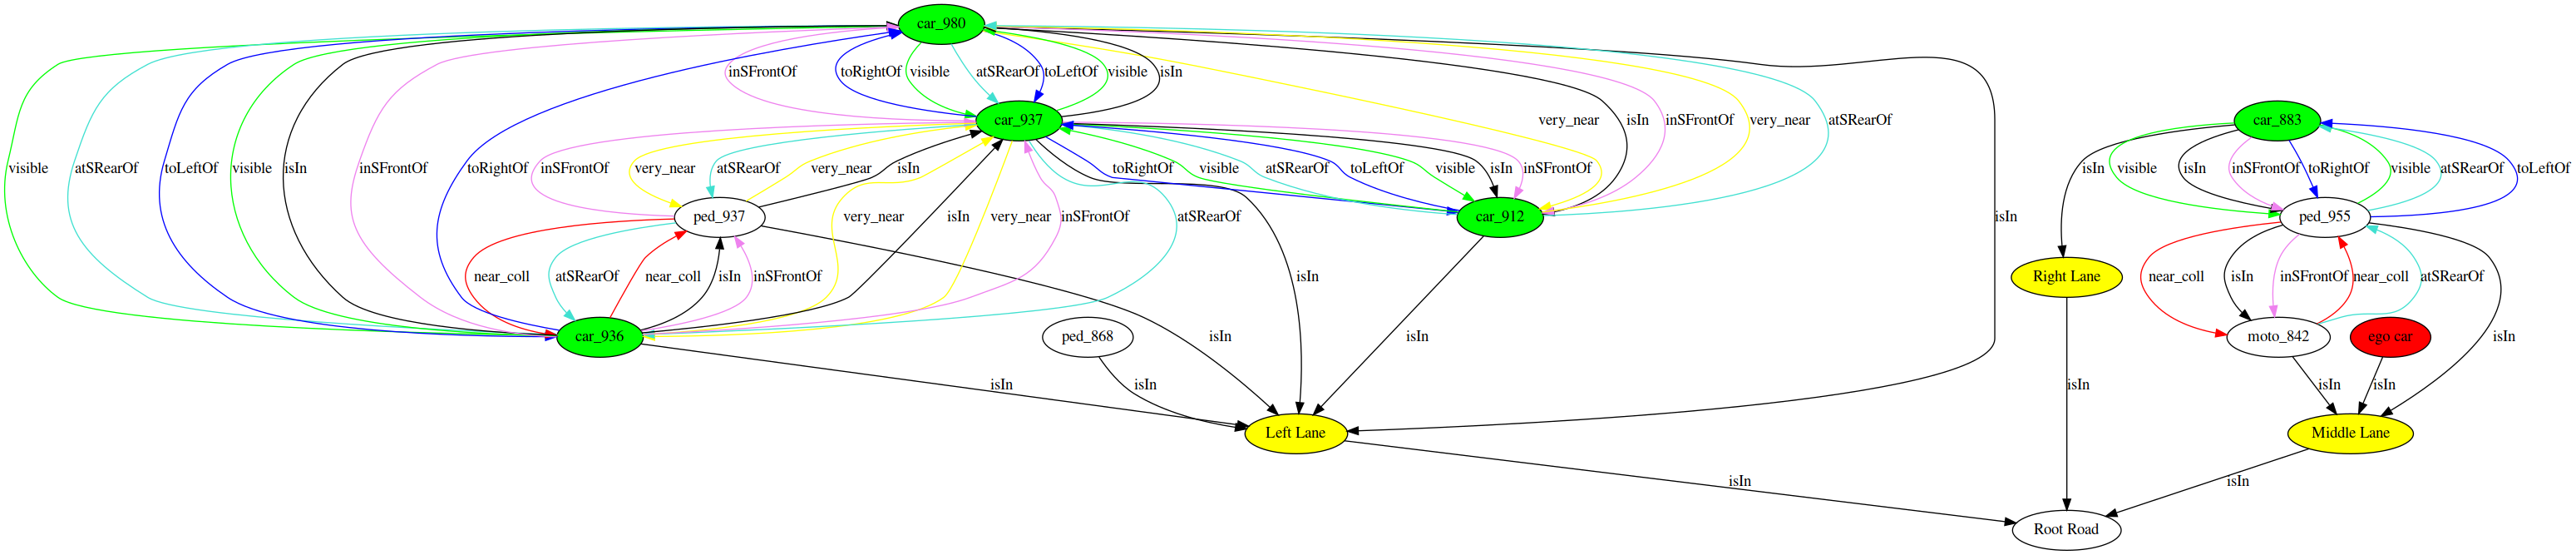 car_980
inSFrontOf toRightOf visible atSRearOf toLeftOf visible isIn
car_937 very_near isIn inSFrontOf very_near atSRearOf car_883
visible atSRearOf toLeftOf visible isIn inSFrontOf toRightOf inSFrontOf very_near atSRearOf very_near isIn toRightOf visible atSRearOf toLeftOf visible isIn inSFrontOf isIn visible isIn inSFrontOf toRightOf visible atSRearOf toLeftOf
ped_937 very_near isIn very_near inSFrontOf atSRearOf car_912 isIn ped_955
near_coll atSRearOf near_coll isIn inSFrontOf isIn Right Lane near_coll isIn inSFrontOf near_coll atSRearOf
car_936 ped_868 isIn isIn moto_842 ego car isIn
isIn isIn isIn isIn isIn
Left Lane Middle Lane
isIn isIn
Root Road